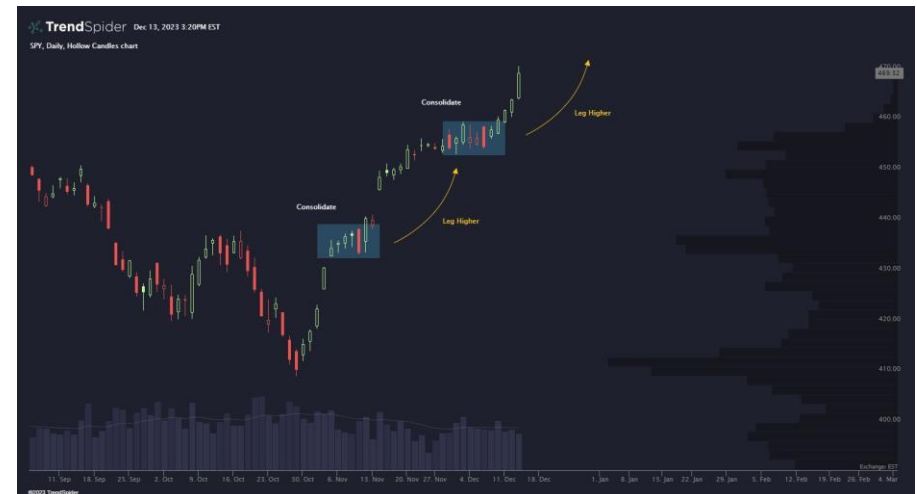 TrendSpider Dec 13, 2023 3:20PM EST
SPY, Daily, Hollow Candles chart
470.00
469.12
Consolidate
Leg Higher
460.00
450.00
Consolidate
440.00
Leg Higher
430.00
420.00
410.00
400.00
Exchange: EST
11. Sep 18. Sep 25. Sep 2. Oct 9. Oct 16. Oct 23. Oct 30. Oct 6. Nov 13. Nov 20. Nov 27. Nov 4. Dec 11. Dec 18. Dec 1. Jan 8. Jan 15. Jan 22. Jan 29. Jan 5. Feb 12. Feb 19. Feb 26. Feb 4. Mar
©2023 TrendSpider